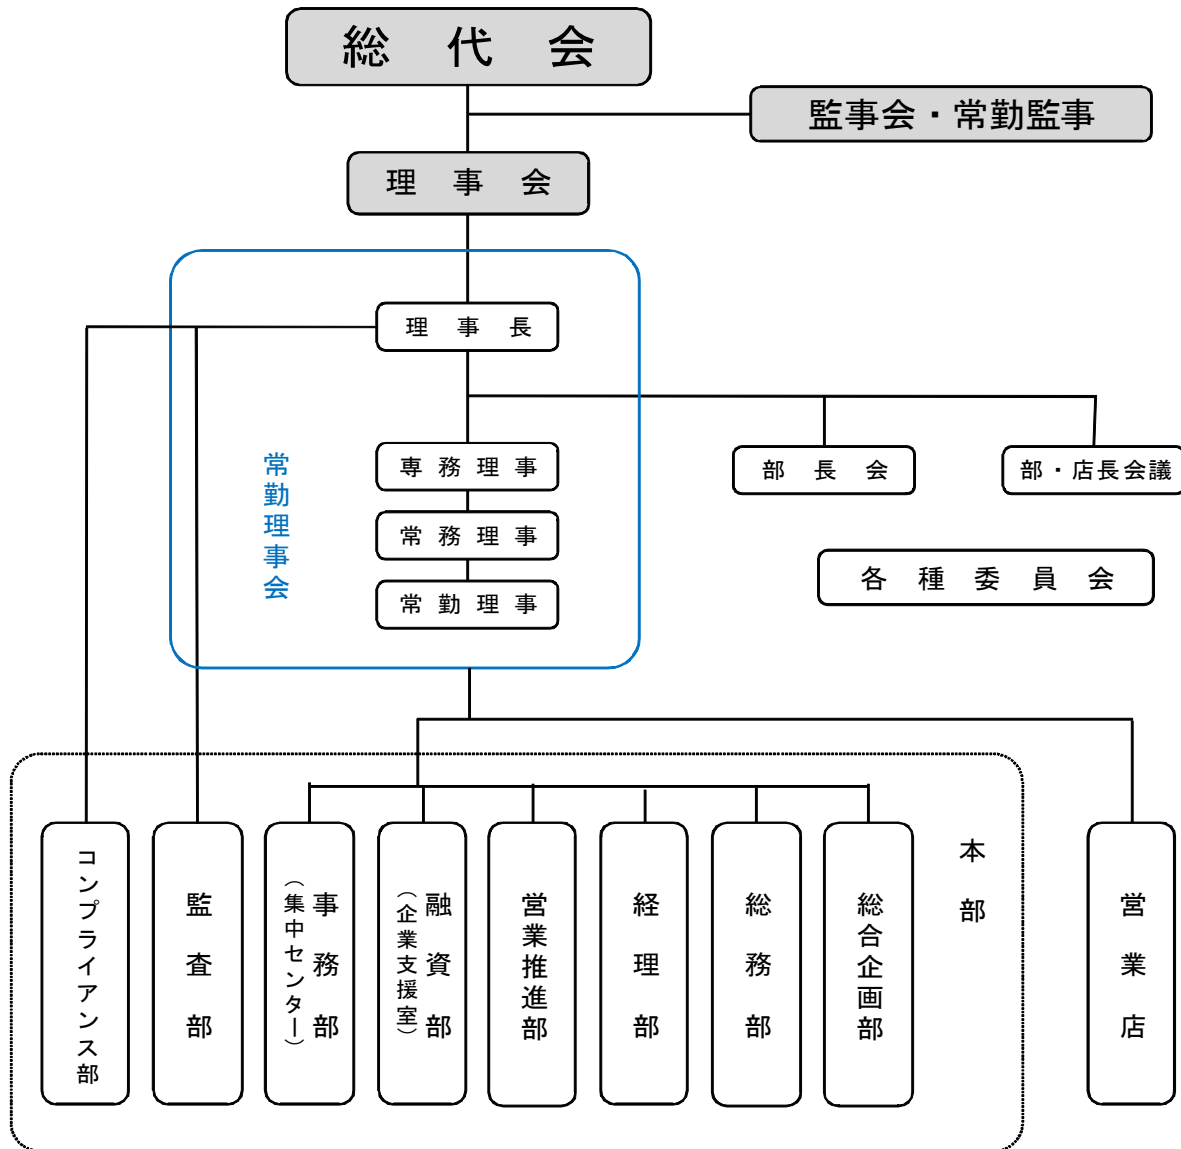 総代会
監事会・常勤監事
理事会
理事長
常勤理事会
専務理事
部長会
部・店長会議
常務理事
各種委員会
常勤理事
本部
コンプライアンス部
監査部
事務部
（集中センター）
融資部
（企業支援室）
営業推進部
経理部
総務部
総合企画部
営業店